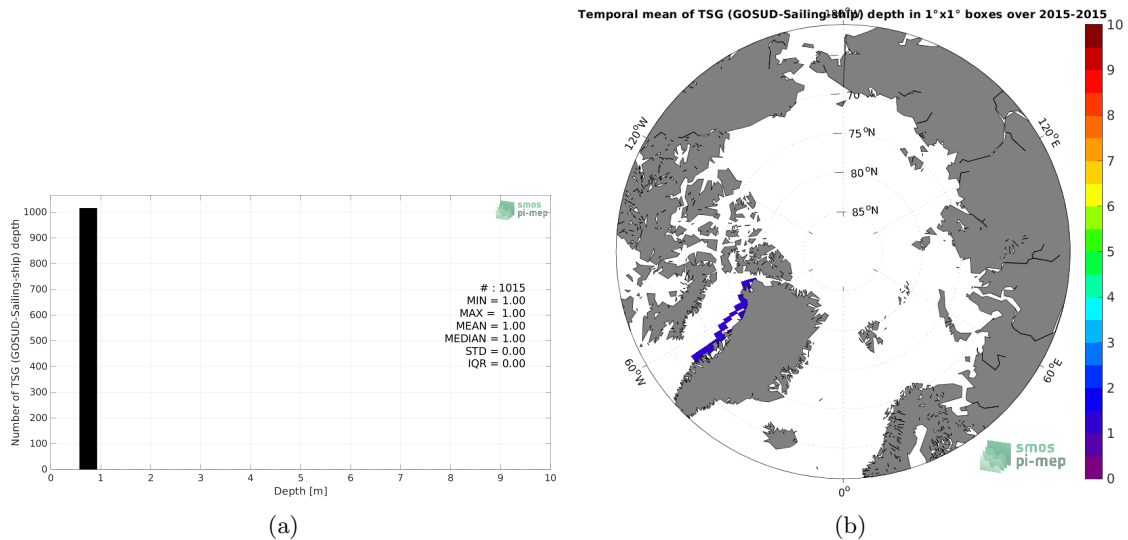 1000
900
800
700
600
500
400
300
200
100
0
Number of TSG (GOSUD-Sailing-ship) depth
smos
pi-mep
# : 1015
MIN = 1.00
MAX = 1.00
MEAN = 1.00
MEDIAN = 1.00
STD = 0.00
IQR = 0.00
0 1 2 3 4 5 6 7 8 9 10
Depth [m]
(a)
Temporal mean of TSG (GOSUD-Sailing-ship) depth in 1°x1° boxes over 2015-2015
120°W
120°E
70
75°N
80°N
85°N
60°W
60°E
0°
smos
pi-mep
10
9
8
7
6
5
4
3
2
1
0
(b)